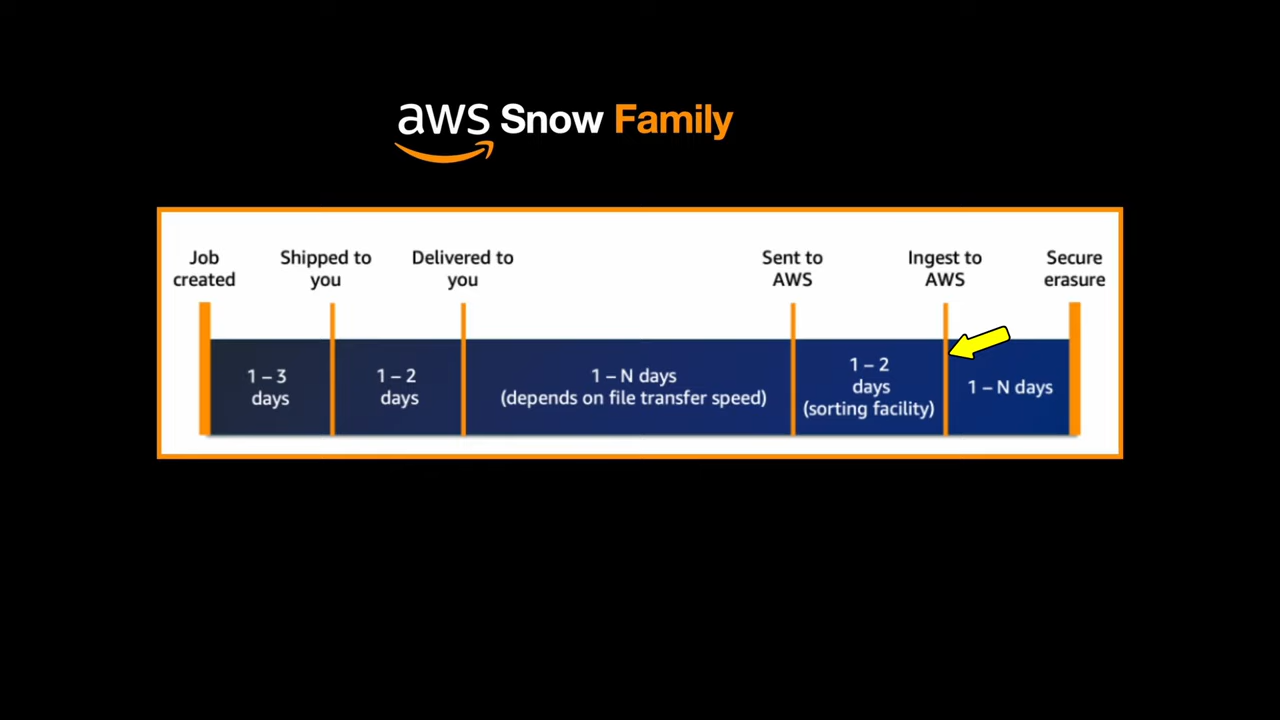 aws Snow Family
Job
created
Shipped to
you
Delivered to
you
Sent to
AWS
Ingest to
AWS
Secure
erasure
1 – 3
days
1 – 2
days
1 – N days
(depends on file transfer speed)
1 – 2
days
(sorting facility)
1 – N days